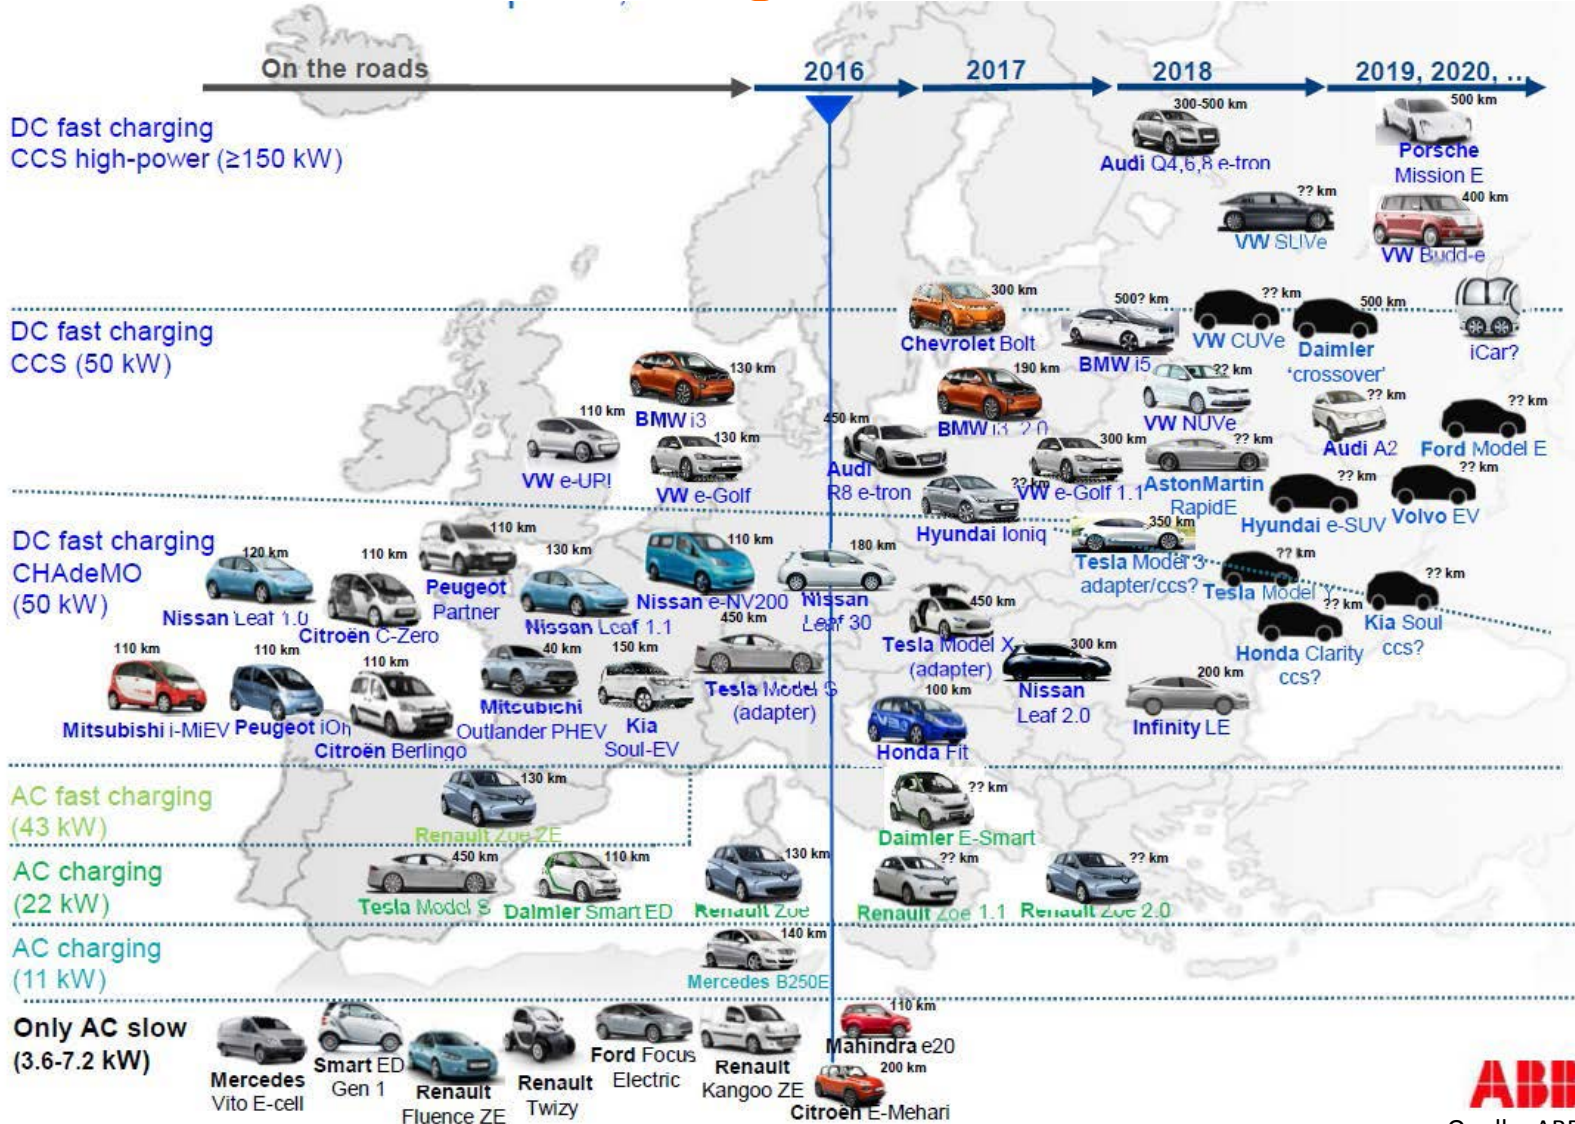 On the roads
2016
2017
2018
2019, 2020, ...
DC fast charging
CCS high-power (≥150 kW)
300-500 km
Audi Q4,6,8 e-tron
500 km
Porsche
Mission E
?? km
VW SUVe
400 km
VW Budd-e
DC fast charging
CCS (50 kW)
300 km
Chevrolet Bolt
500? km
BMW i5
?? km
VW CUVe
500 km
Daimler
‘crossover’
iCar?
130 km
BMW i3
190 km
BMW i3 2.0
?? km
VW NUVe
?? km
Audi A2
?? km
Ford Model E
110 km
VW e-UP!
130 km
VW e-Golf
450 km
Audi
R8 e-tron
300 km
VW e-Golf 1.1
?? km
AstonMartin
RapidE
?? km
Hyundai e-SUV
?? km
Volvo EV
?? km
Hyundai Ioniq
DC fast charging
CHAdeMO
(50 kW)
120 km
Nissan Leaf 1.0
110 km
Citroën C-Zero
110 km
Peugeot
Partner
130 km
Nissan Leaf 1.1
110 km
Nissan e-NV200
180 km
Nissan
Leaf 30
350 km
Tesla Model 3
adapter/ccs?
?? km
Tesla Model Y
?? km
Kia Soul
ccs?
450 km
Tesla Model X
(adapter)
?? km
Honda Clarity
ccs?
110 km
Mitsubishi i-MiEV
110 km
Peugeot iOn
110 km
Citroën Berlingo
40 km
Mitsubishi
Outlander PHEV
150 km
Kia
Soul-EV
450 km
Tesla Model S
(adapter)
300 km
Nissan
Leaf 2.0
200 km
Infinity LE
100 km
Honda Fit
AC fast charging
(43 kW)
130 km
Renault Zoe ZE
?? km
Daimler E-Smart
AC charging
(22 kW)
450 km
Tesla Model S
110 km
Daimler Smart ED
130 km
Renault Zoe
?? km
Renault Zoe 1.1
?? km
Renault Zoe 2.0
AC charging
(11 kW)
140 km
Mercedes B250E
Only AC slow
(3.6-7.2 kW)
Mercedes
Vito E-cell
Smart ED
Gen 1
Renault
Fluence ZE
Renault
Twizy
Ford Focus
Electric
Renault
Kangoo ZE
110 km
Mahindra e20
200 km
Citroën E-Mehari
ABB